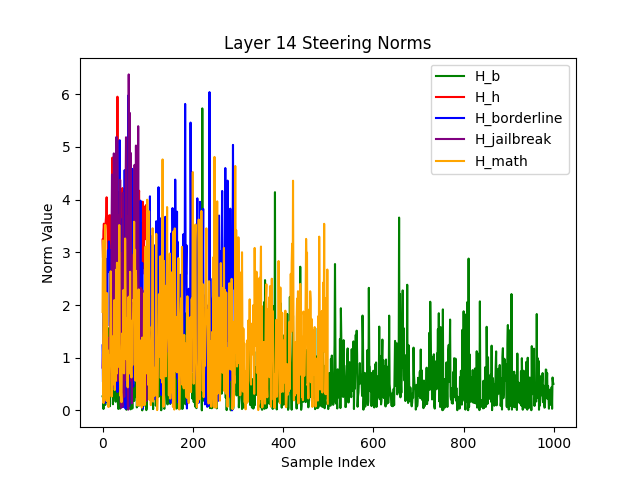 Layer 14 Steering Norms
H_b
H_h
H_borderline
H_jailbreak
H_math
Norm Value
6
5
4
3
2
1
0
0 200 400 600 800 1000
Sample Index